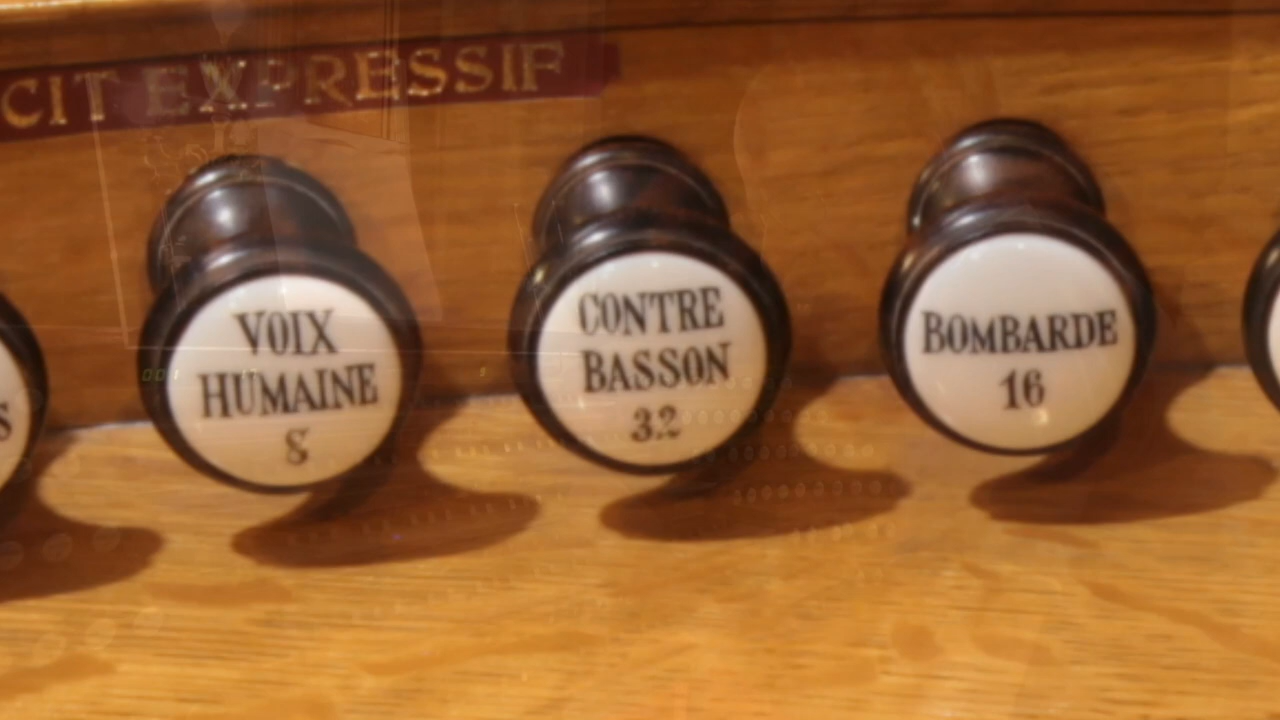 CIT EXPRESSIF
VOIX
HUMAINE
8
CONTRE
BASSON
32
BOMBARDE
16
S